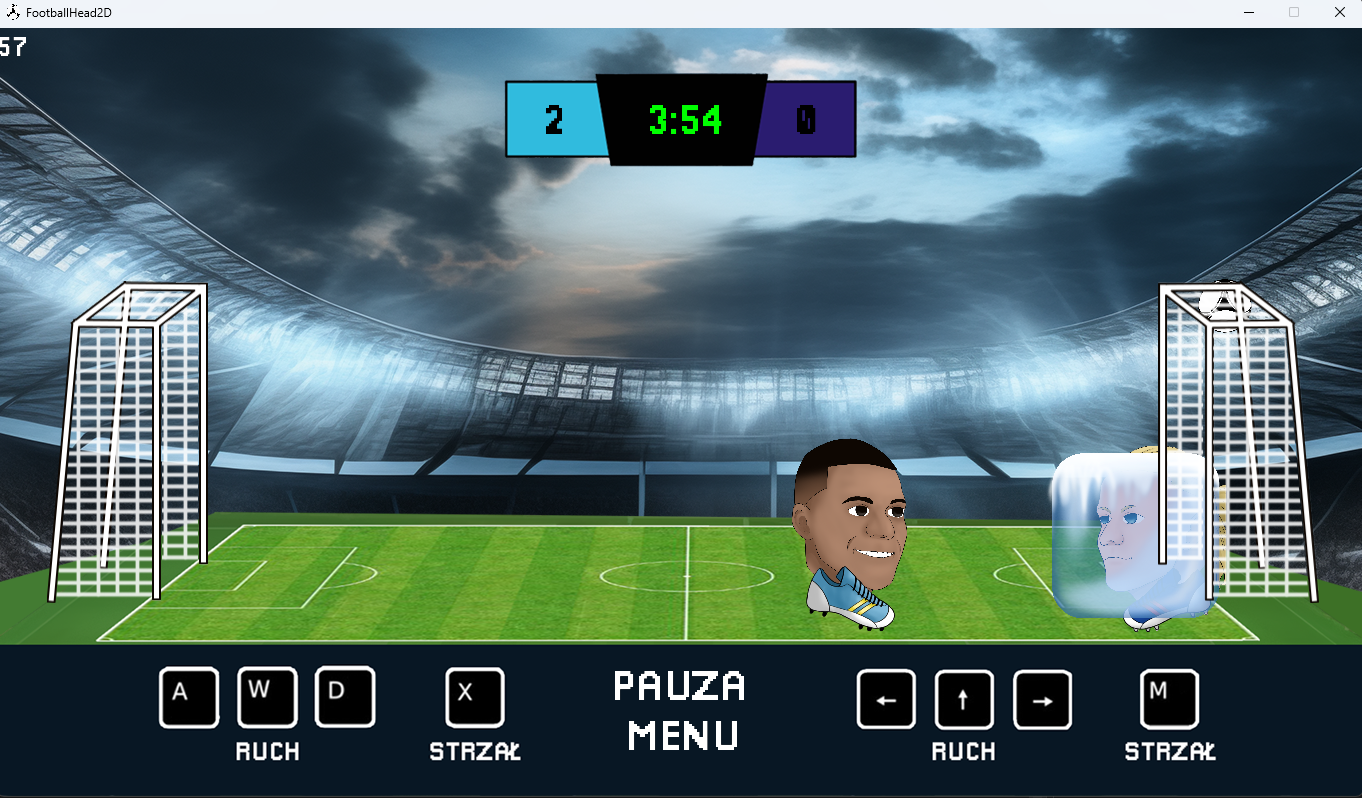 FootballHead2D
57
2 3:54 0
A W D X
RUCH STRZAŁ
PAUZA
MENU
← ↑ → M
RUCH STRZAŁ